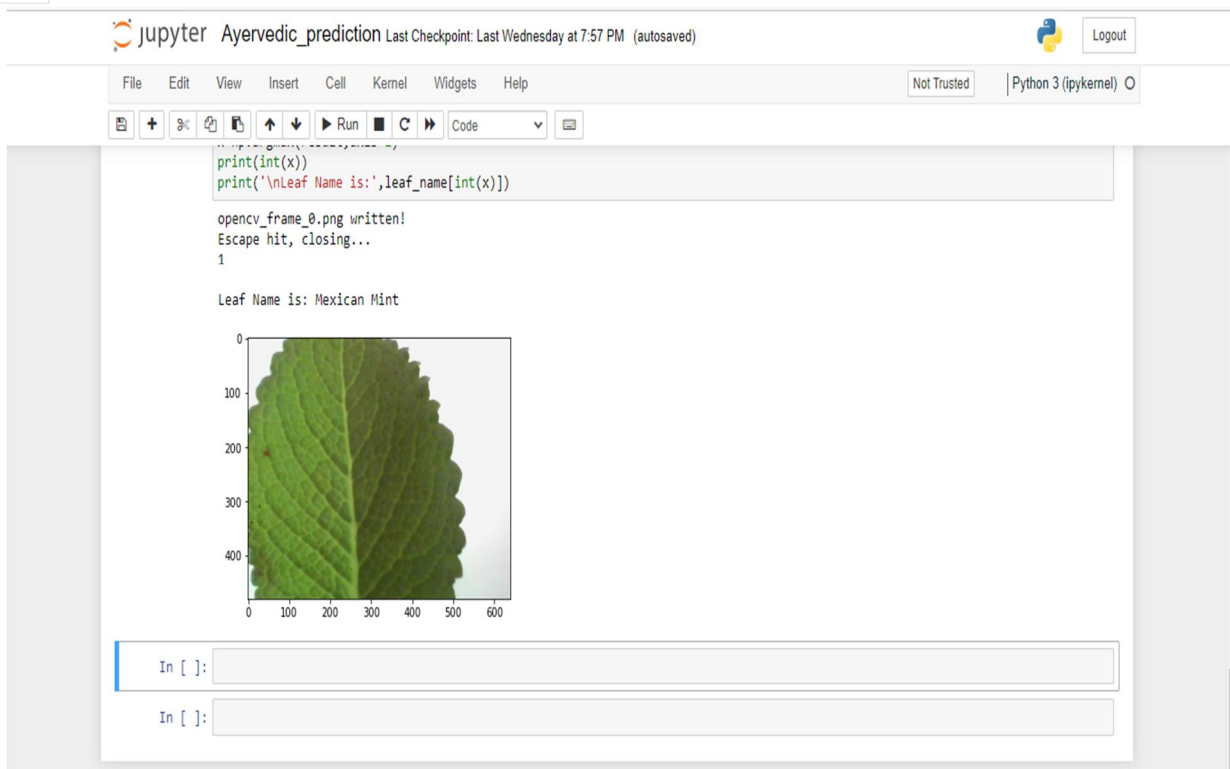 jupyter Ayervedic_prediction Last Checkpoint: Last Wednesday at 7:57 PM (autosaved)
Logout
File Edit View Insert Cell Kernel Widgets Help
Not Trusted
Python 3 (ipykernel)
Run
Code
print(int(x))
print('\nLeaf Name is:',leaf_name[int(x)])
opencv_frame_0.png written!
Escape hit, closing...
1
Leaf Name is: Mexican Mint
0
100
200
300
400
0 100 200 300 400 500 600
In [ ]:
In [ ]: